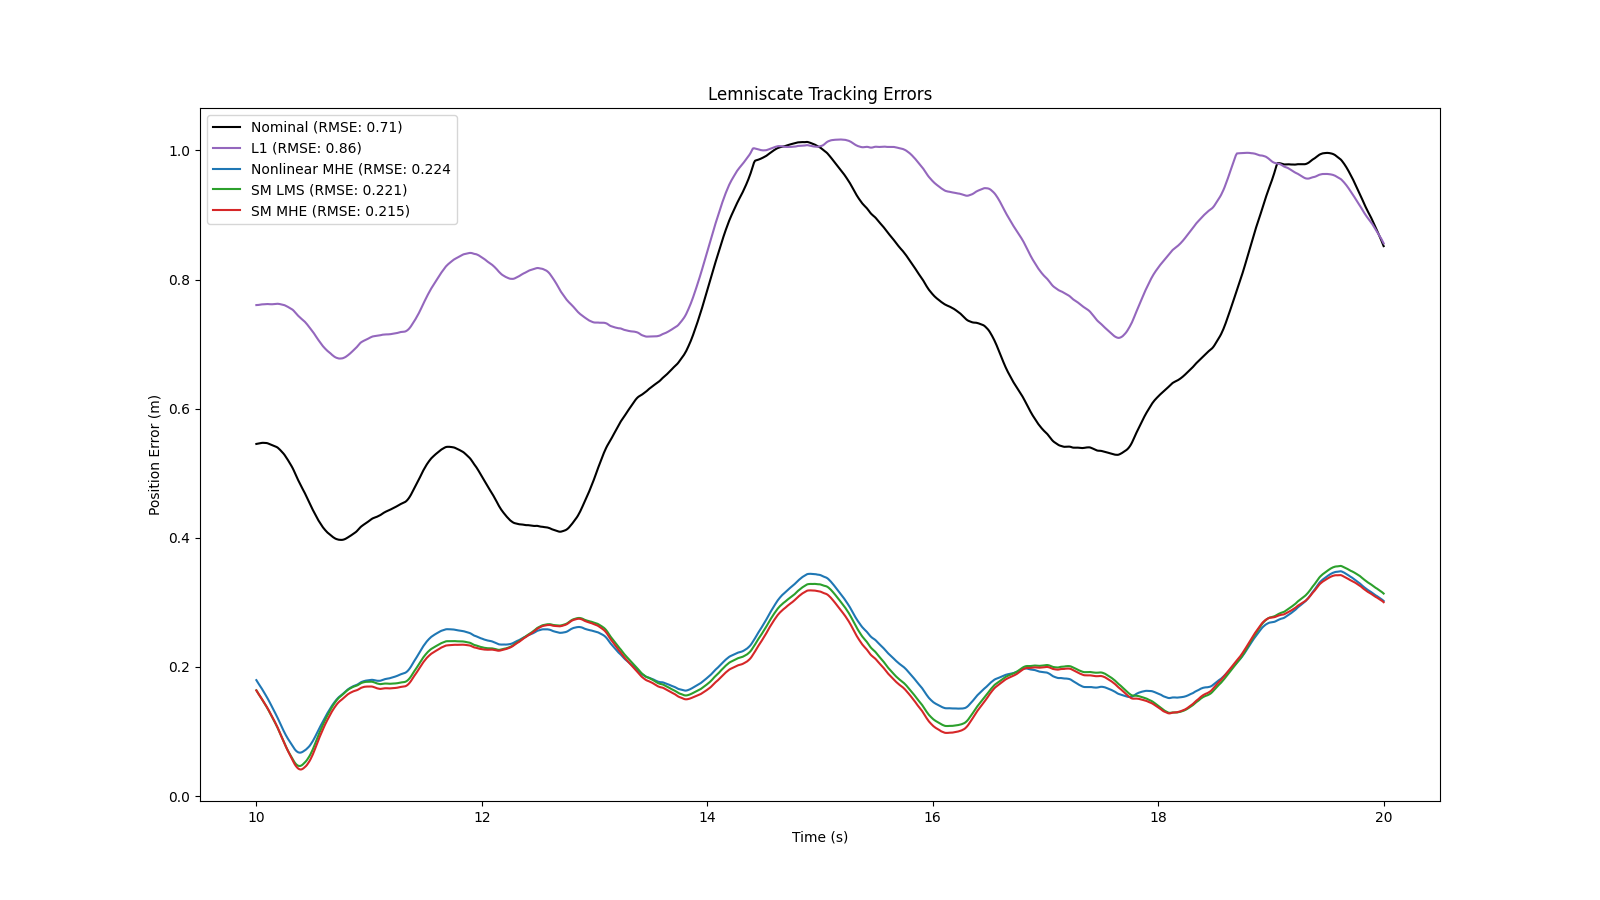 Lemniscate Tracking Errors
Nominal (RMSE: 0.71)
L1 (RMSE: 0.86)
Nonlinear MHE (RMSE: 0.224
SM LMS (RMSE: 0.221)
SM MHE (RMSE: 0.215)
Position Error (m)
1.0
0.8
0.6
0.4
0.2
0.0
10 12 14 16 18 20
Time (s)